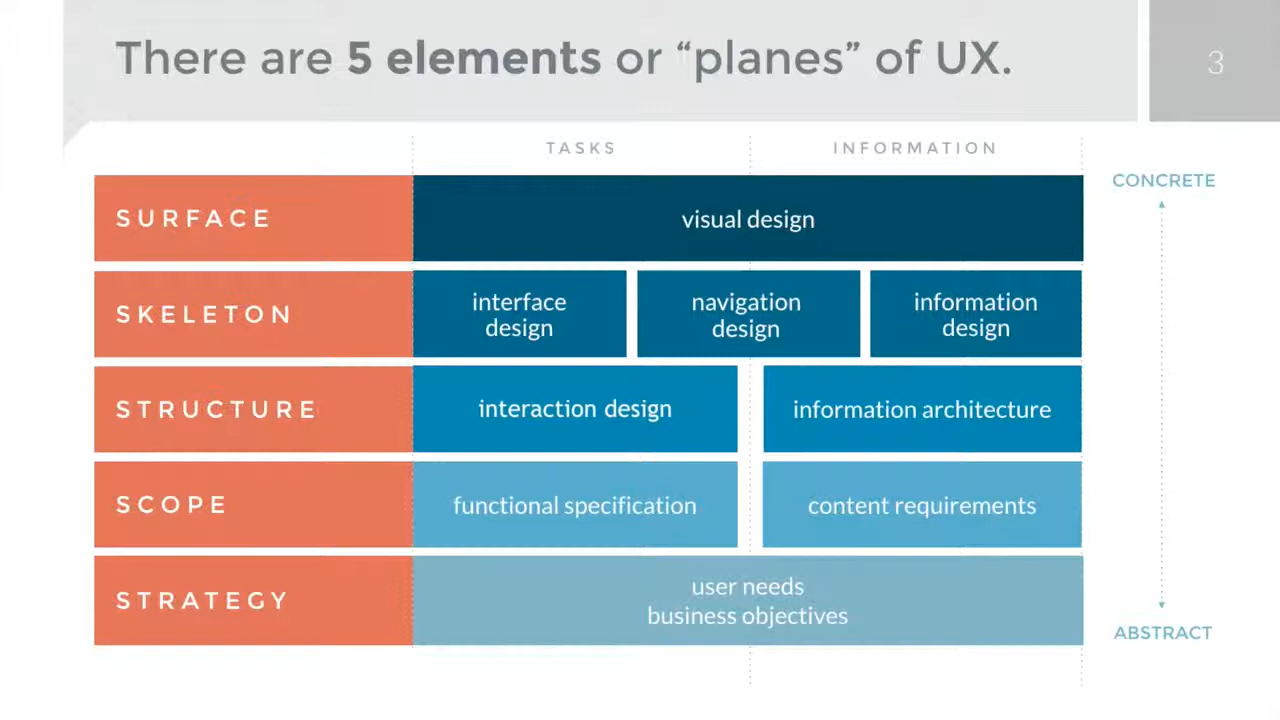 There are 5 elements or “planes” of UX.
3
TASKS
INFORMATION
CONCRETE
SURFACE
visual design
SKELETON
interface
design
navigation
design
information
design
STRUCTURE
interaction design
information architecture
SCOPE
functional specification
content requirements
STRATEGY
user needs
business objectives
ABSTRACT